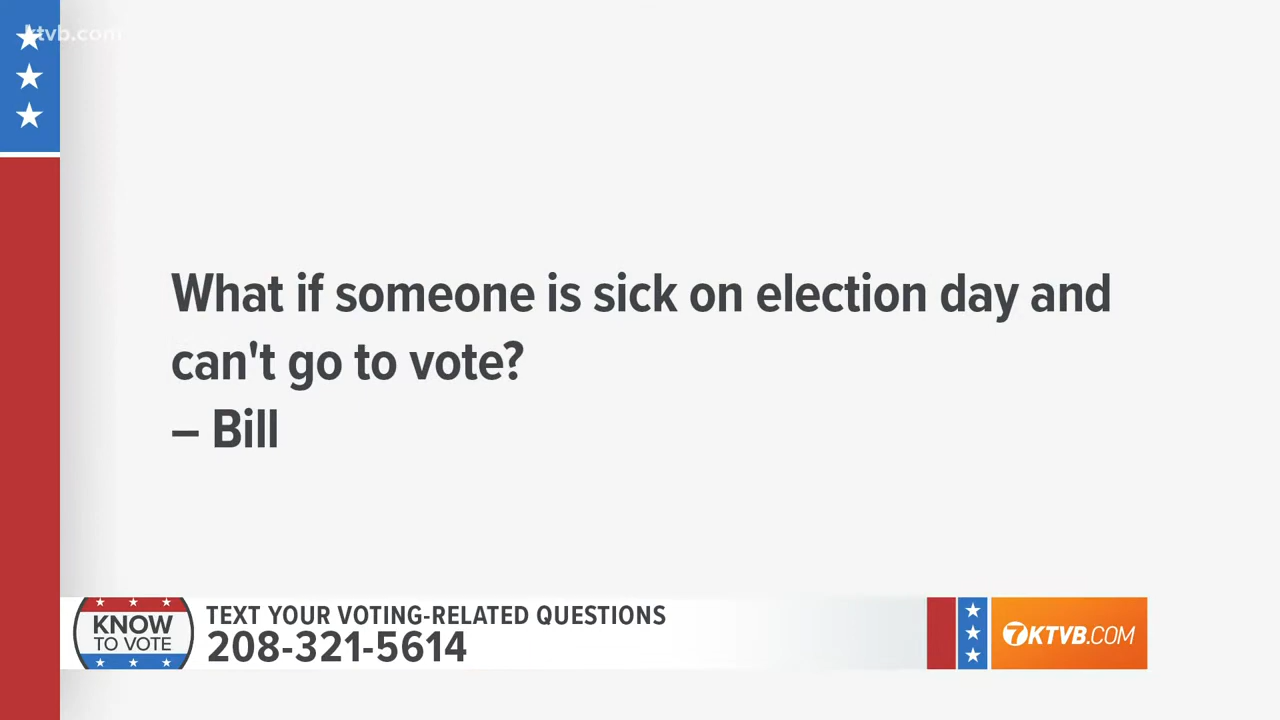 ktvb.com
What if someone is sick on election day and
can't go to vote?
– Bill
KNOW
TO VOTE
TEXT YOUR VOTING-RELATED QUESTIONS
208-321-5614
7KTVB.COM